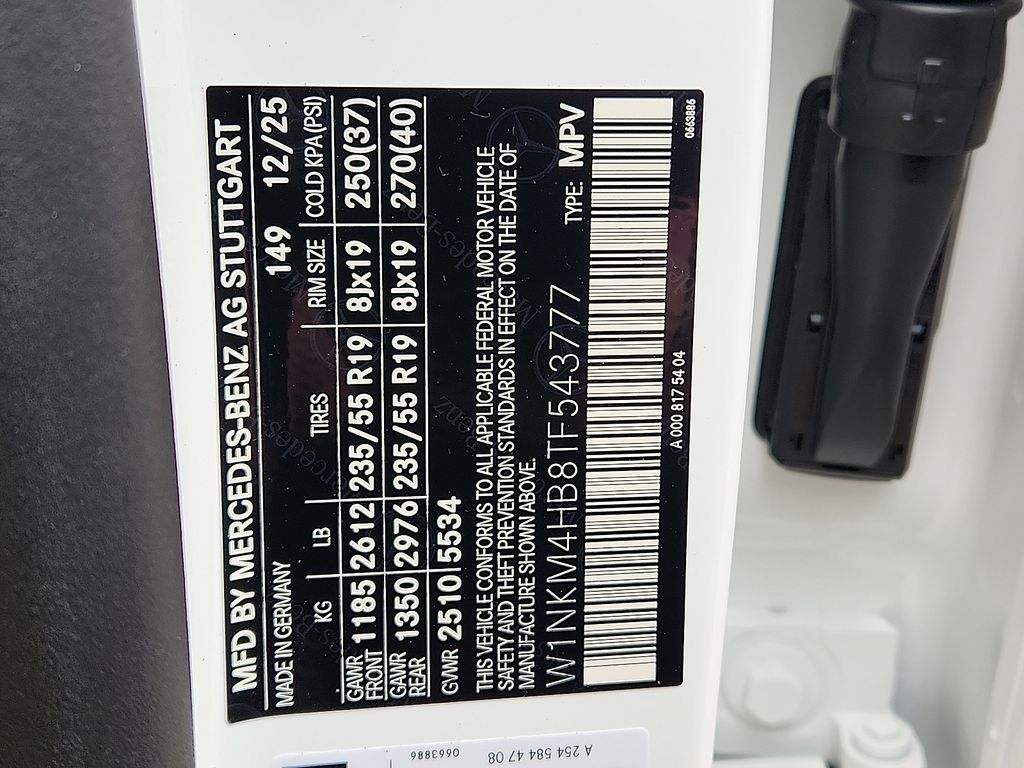 MFD BY MERCEDES-BENZ AG STUTTGART
MADE IN GERMANY 149 12/25
KG LB TIRES RIM SIZE COLD KPA(PSI)
GAWR FRONT 1185 2612 235/55 R19 8Jx19 250(37)
GAWR REAR 1350 2976 235/55 R19 8Jx19 270(40)
GVWR 2510 5534
THIS VEHICLE CONFORMS TO ALL APPLICABLE FEDERAL MOTOR VEHICLE
SAFETY AND THEFT PREVENTION STANDARDS IN EFFECT ON THE DATE OF
MANUFACTURE SHOWN ABOVE.
W1NKM4HB8TF543777 TYPE: MPV
A 000 817 54 04
0663886
A 254 584 47 08
0663886